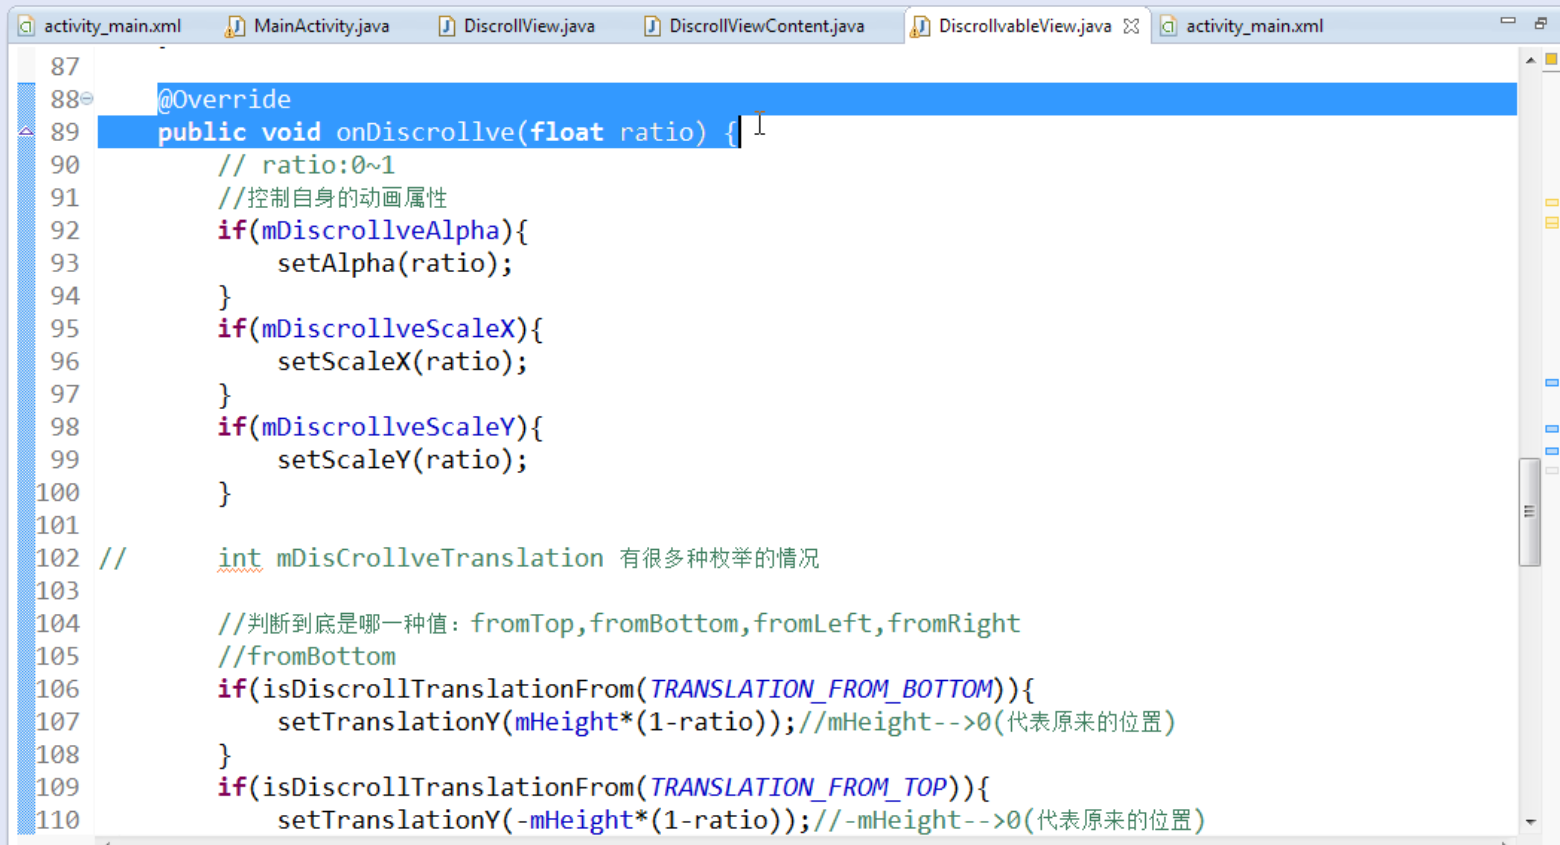 activity_main.xml MainActivity.java DiscrollView.java DiscrollViewContent.java DiscrollvableView.java activity_main.xml
87
88 @Override
89 public void onDiscrollve(float ratio) {
90 // ratio:0~1
91 //控制自身的动画属性
92 if(mDiscrollveAlpha){
93 setAlpha(ratio);
94 }
95 if(mDiscrollveScaleX){
96 setScaleX(ratio);
97 }
98 if(mDiscrollveScaleY){
99 setScaleY(ratio);
100 }
101
102 // int mDisCrollveTranslation 有很多种枚举的情况
103
104 //判断到底是哪一种值：fromTop,fromBottom,fromLeft,fromRight
105 //fromBottom
106 if(isDiscrollTranslationFrom(TRANSLATION_FROM_BOTTOM)){
107 setTranslationY(mHeight*(1-ratio));//mHeight-->0(代表原来的位置)
108 }
109 if(isDiscrollTranslationFrom(TRANSLATION_FROM_TOP)){
110 setTranslationY(-mHeight*(1-ratio));//-mHeight-->0(代表原来的位置)